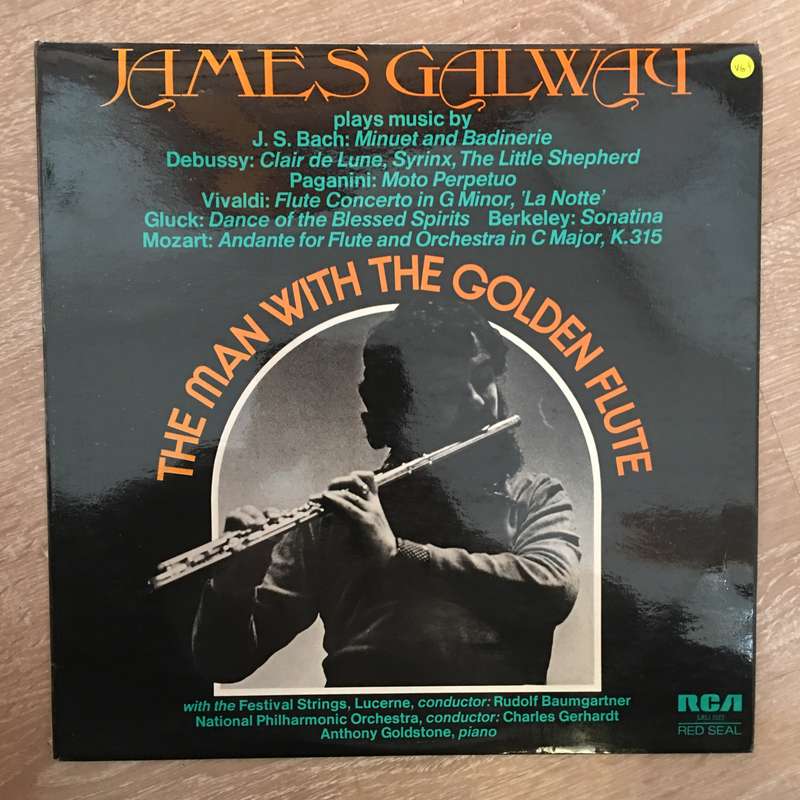 JAMES GALWAY
plays music by
J. S. Bach: Minuet and Badinerie
Debussy: Clair de Lune, Syrinx, The Little Shepherd
Paganini: Moto Perpetuo
Vivaldi: Flute Concerto in G Minor, 'La Notte'
Gluck: Dance of the Blessed Spirits Berkeley: Sonatina
Mozart: Andante for Flute and Orchestra in C Major, K.315
THE MAN WITH THE GOLDEN FLUTE
with the Festival Strings, Lucerne, conductor: Rudolf Baumgartner
National Philharmonic Orchestra, conductor: Charles Gerhardt
Anthony Goldstone, piano
RCA
RED SEAL